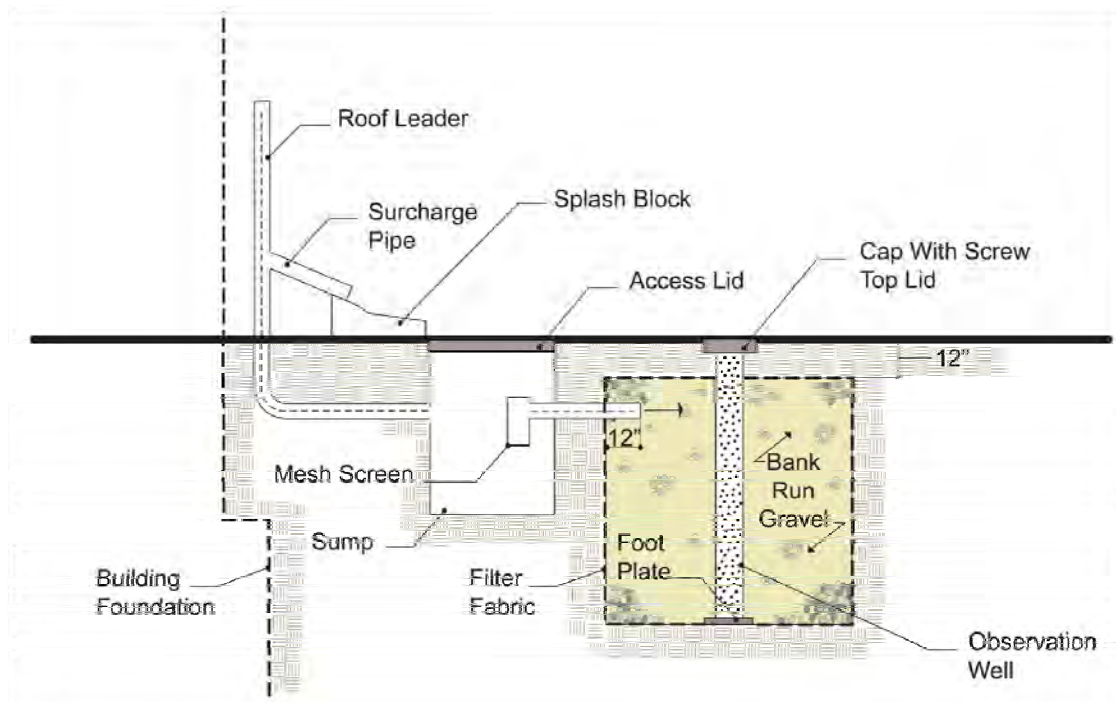 Roof Leader
Splash Block
Surcharge
Pipe
Cap With Screw
Top Lid
Access Lid
12"
12"
Mesh Screen
Bank
Run
Gravel
Sump
Foot
Plate
Building
Foundation
Filter
Fabric
Observation
Well